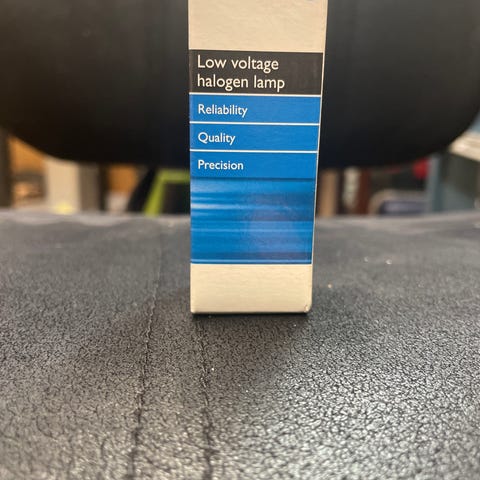 Low voltage
halogen lamp
Reliability
Quality
Precision